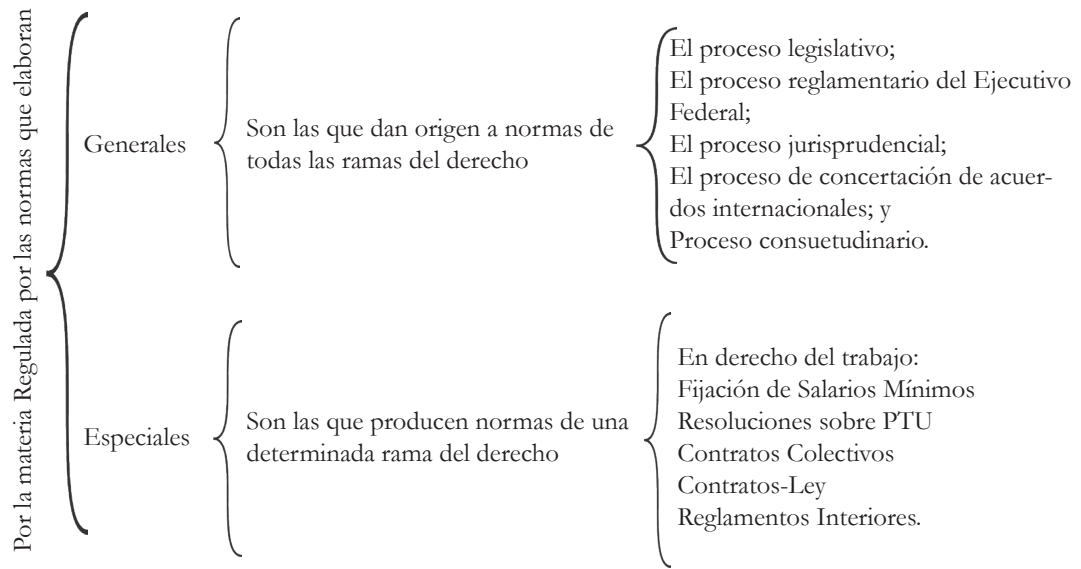 Por la materia Regulada por las normas que elaboran
Generales
Son las que dan origen a normas de
todas las ramas del derecho
El proceso legislativo;
El proceso reglamentario del Ejecutivo
Federal;
El proceso jurisprudencial;
El proceso de concertación de acuer-
dos internacionales; y
Proceso consuetudinario.
Especiales
Son las que producen normas de una
determinada rama del derecho
En derecho del trabajo:
Fijación de Salarios Mínimos
Resoluciones sobre PTU
Contratos Colectivos
Contratos-Ley
Reglamentos Interiores.